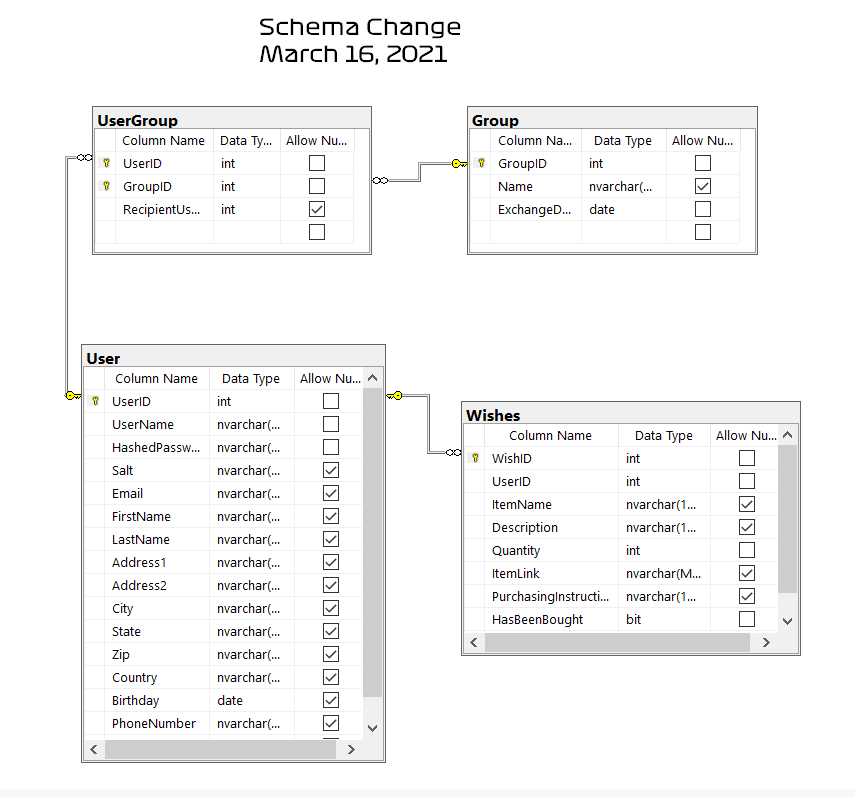 Schema Change
March 16, 2021
UserGroup
Column Name Data Ty... Allow Nu...
UserID int
GroupID int
RecipientUs... int
Group
Column Na... Data Type Allow Nu...
GroupID int
Name nvarchar(...
ExchangeD... date
User
Column Name Data Type Allow Nu...
UserID int
UserName nvarchar(...
HashedPassw... nvarchar(...
Salt nvarchar(...
Email nvarchar(...
FirstName nvarchar(...
LastName nvarchar(...
Address1 nvarchar(...
Address2 nvarchar(...
City nvarchar(...
State nvarchar(...
Zip nvarchar(...
Country nvarchar(...
Birthday date
PhoneNumber nvarchar(...
Wishes
Column Name Data Type Allow Nu...
WishID int
UserID int
ItemName nvarchar(1...
Description nvarchar(1...
Quantity int
ItemLink nvarchar(M...
PurchasingInstructi... nvarchar(1...
HasBeenBought bit